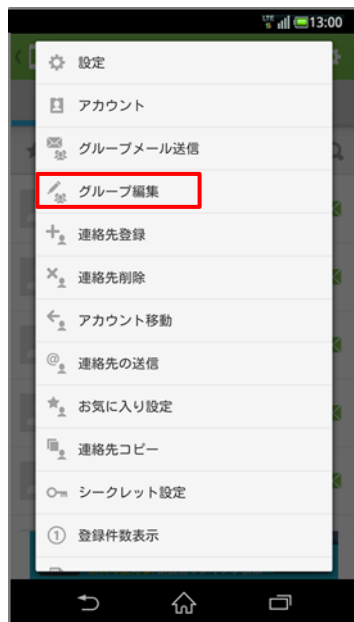 LTE 13:00
設定
アカウント
グループメール送信
グループ編集
連絡先登録
連絡先削除
アカウント移動
連絡先の送信
お気に入り設定
連絡先コピー
シークレット設定
登録件数表示